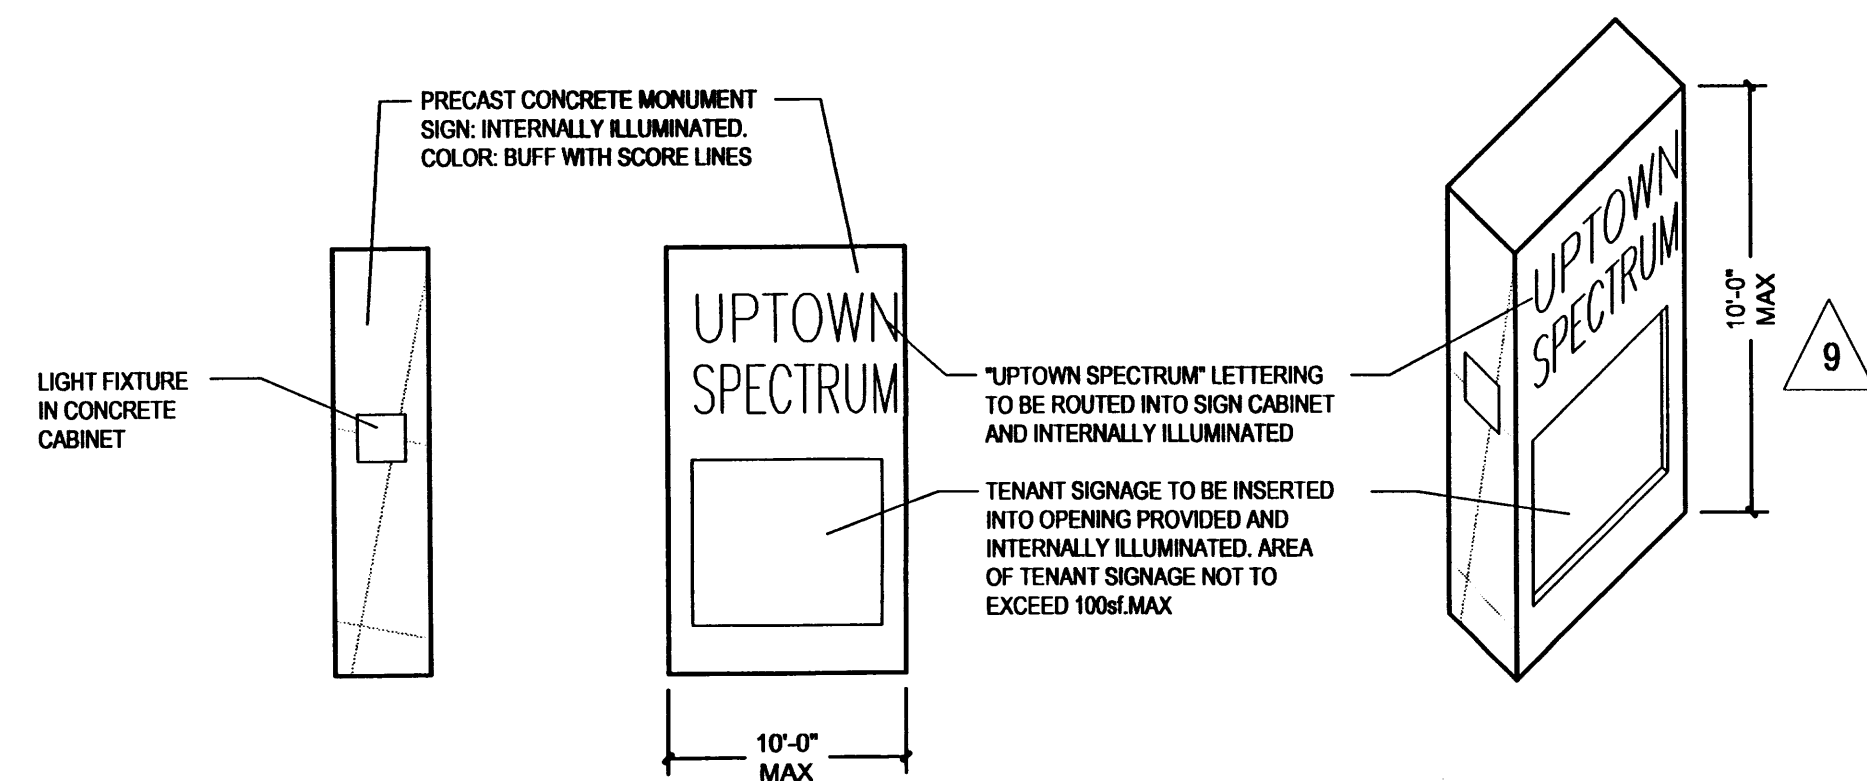 PRECAST CONCRETE MONUMENT
SIGN: INTERNALLY ILLUMINATED.
COLOR: BUFF WITH SCORE LINES
LIGHT FIXTURE
IN CONCRETE
CABINET
UPTOWN
SPECTRUM
10'-0"
MAX
"UPTOWN SPECTRUM" LETTERING
TO BE ROUTED INTO SIGN CABINET
AND INTERNALLY ILLUMINATED
TENANT SIGNAGE TO BE INSERTED
INTO OPENING PROVIDED AND
INTERNALLY ILLUMINATED. AREA
OF TENANT SIGNAGE NOT TO
EXCEED 100sf.MAX
UPTOWN
SPECTRUM
10'-0"
MAX
9